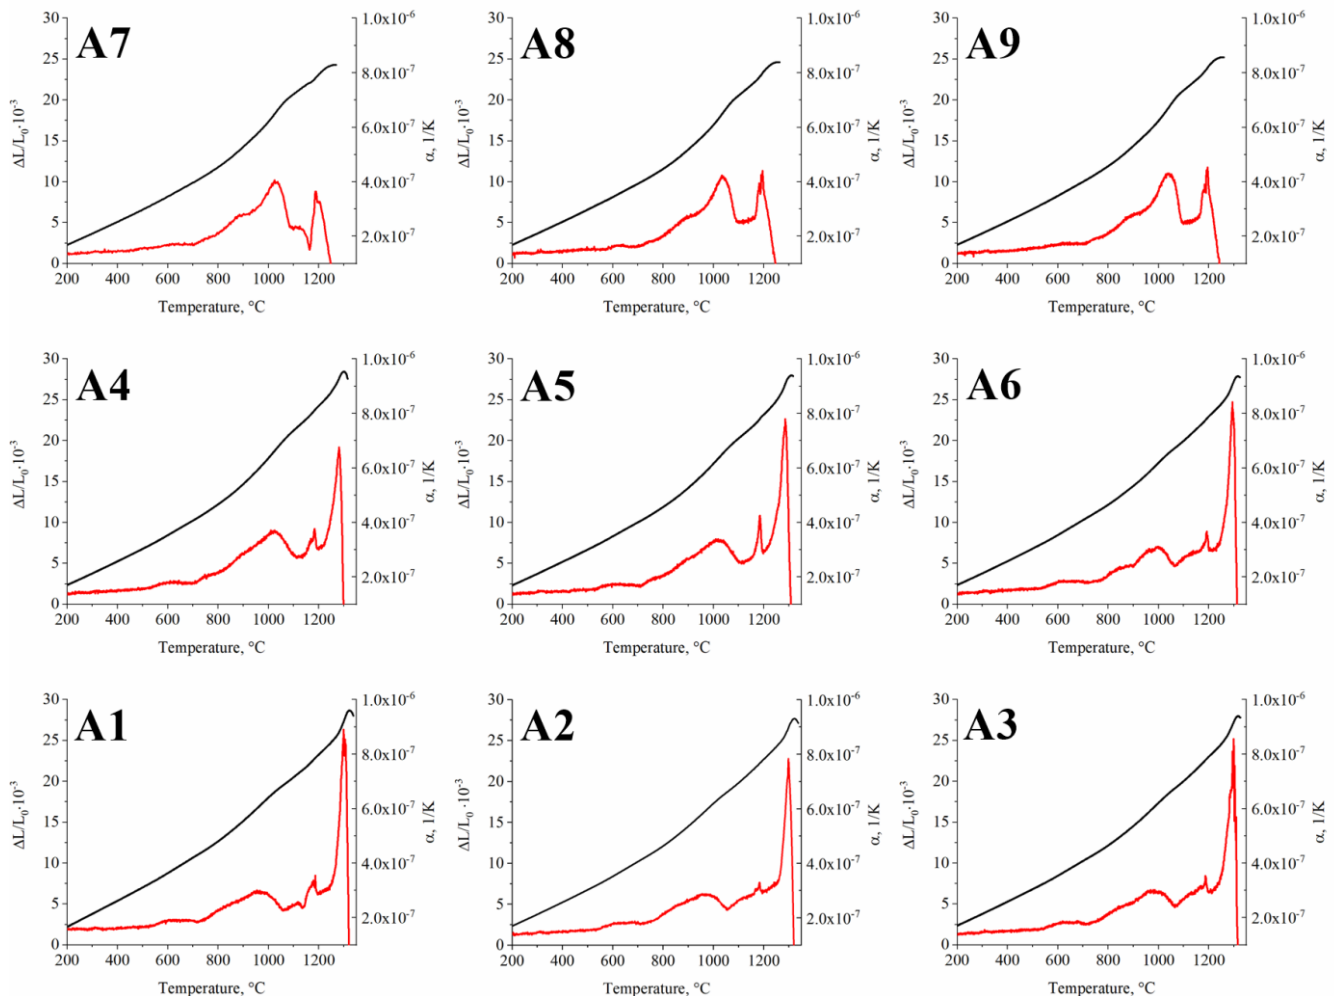 A7
30
25
20
15
10
5
0
ΔL/L₀·10⁻³
1.0x10⁻⁶
8.0x10⁻⁷
6.0x10⁻⁷
4.0x10⁻⁷
2.0x10⁻⁷
α, 1/K
200 400 600 800 1000 1200
Temperature, °C
A8
30
25
20
15
10
5
0
ΔL/L₀·10⁻³
1.0x10⁻⁶
8.0x10⁻⁷
6.0x10⁻⁷
4.0x10⁻⁷
2.0x10⁻⁷
α, 1/K
200 400 600 800 1000 1200
Temperature, °C
A9
30
25
20
15
10
5
0
ΔL/L₀·10⁻³
1.0x10⁻⁶
8.0x10⁻⁷
6.0x10⁻⁷
4.0x10⁻⁷
2.0x10⁻⁷
α, 1/K
200 400 600 800 1000 1200
Temperature, °C
A4
30
25
20
15
10
5
0
ΔL/L₀·10⁻³
1.0x10⁻⁶
8.0x10⁻⁷
6.0x10⁻⁷
4.0x10⁻⁷
2.0x10⁻⁷
α, 1/K
200 400 600 800 1000 1200
Temperature, °C
A5
30
25
20
15
10
5
0
ΔL/L₀·10⁻³
1.0x10⁻⁶
8.0x10⁻⁷
6.0x10⁻⁷
4.0x10⁻⁷
2.0x10⁻⁷
α, 1/K
200 400 600 800 1000 1200
Temperature, °C
A6
30
25
20
15
10
5
0
ΔL/L₀·10⁻³
1.0x10⁻⁶
8.0x10⁻⁷
6.0x10⁻⁷
4.0x10⁻⁷
2.0x10⁻⁷
α, 1/K
200 400 600 800 1000 1200
Temperature, °C
A1
30
25
20
15
10
5
0
ΔL/L₀·10⁻³
1.0x10⁻⁶
8.0x10⁻⁷
6.0x10⁻⁷
4.0x10⁻⁷
2.0x10⁻⁷
α, 1/K
200 400 600 800 1000 1200
Temperature, °C
A2
30
25
20
15
10
5
0
ΔL/L₀·10⁻³
1.0x10⁻⁶
8.0x10⁻⁷
6.0x10⁻⁷
4.0x10⁻⁷
2.0x10⁻⁷
α, 1/K
200 400 600 800 1000 1200
Temperature, °C
A3
30
25
20
15
10
5
0
ΔL/L₀·10⁻³
1.0x10⁻⁶
8.0x10⁻⁷
6.0x10⁻⁷
4.0x10⁻⁷
2.0x10⁻⁷
α, 1/K
200 400 600 800 1000 1200
Temperature, °C